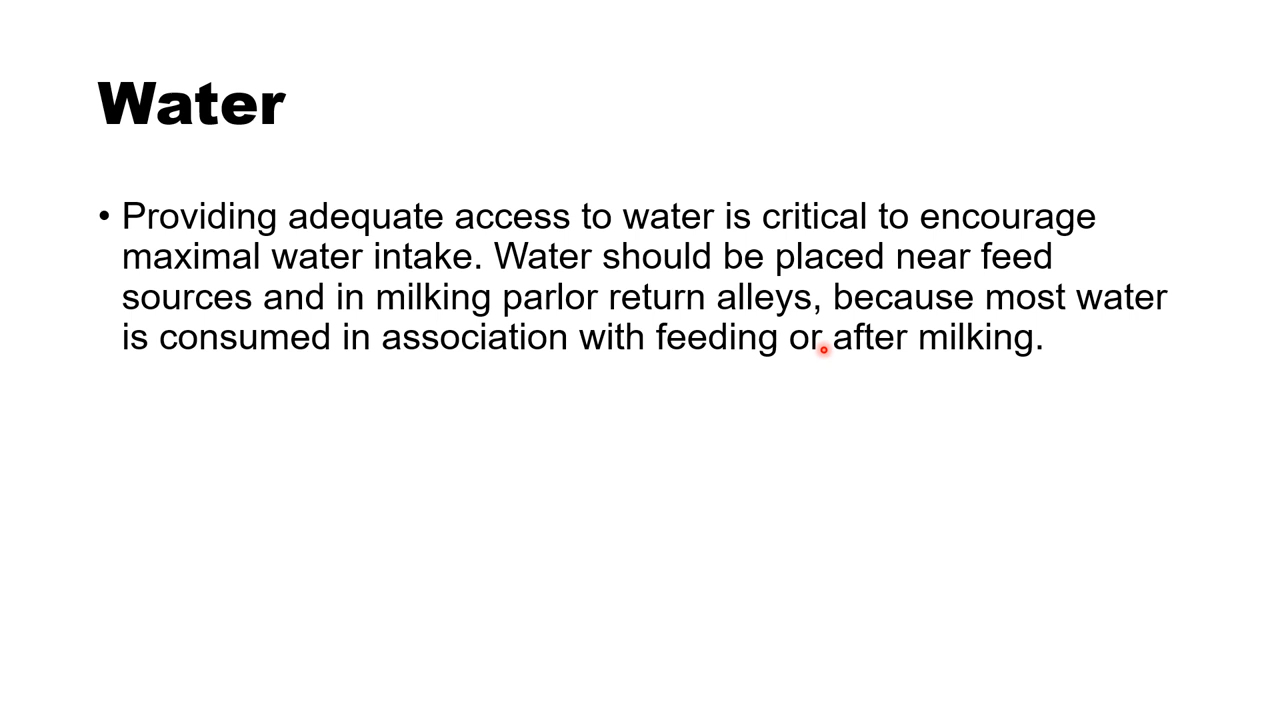 Water
• Providing adequate access to water is critical to encourage
maximal water intake. Water should be placed near feed
sources and in milking parlor return alleys, because most water
is consumed in association with feeding or after milking.